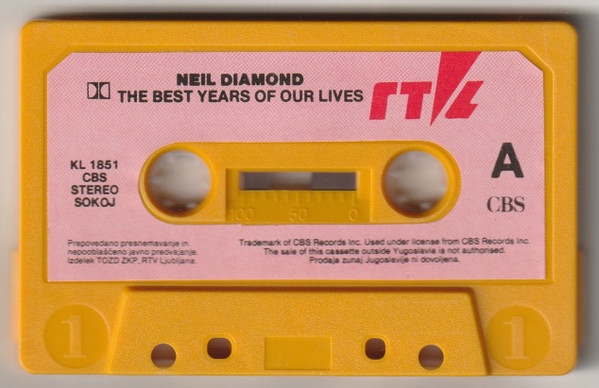 NEIL DIAMOND
THE BEST YEARS OF OUR LIVES
RTVL
KL 1851
CBS
STEREO
SOKOJ
A
CBS
100 50 0
Prepovedano presnemavanje in
nepooblaščeno javno predvajanje.
Izdelek TOZD ZKP, RTV Ljubljana.
Trademark of CBS Records Inc. Used under license from CBS Records Inc.
The sale of this cassette outside Yugoslavia is not authorised.
Prodaja zunaj Jugoslavije ni dovoljena.
1 1